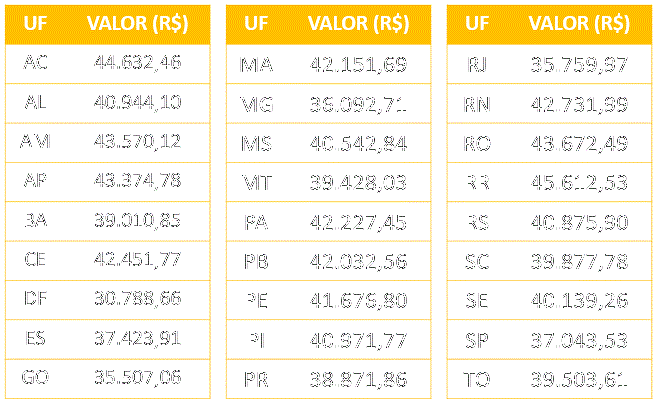 UF VALOR (R$)
AC 44.632,46
AL 40.944,10
AM 43.570,12
AP 43.374,78
BA 39.010,85
CE 42.451,77
DF 30.788,66
ES 37.423,91
GO 35.507,06
UF VALOR (R$)
MA 42.151,69
MG 36.092,71
MS 40.542,84
MT 39.428,03
PA 42.227,45
PB 42.032,56
PE 41.676,80
PI 40.971,77
PR 38.871,86
UF VALOR (R$)
RJ 35.759,97
RN 42.731,99
RO 43.672,49
RR 45.612,53
RS 40.875,90
SC 39.877,78
SE 40.139,26
SP 37.043,53
TO 39.503,61